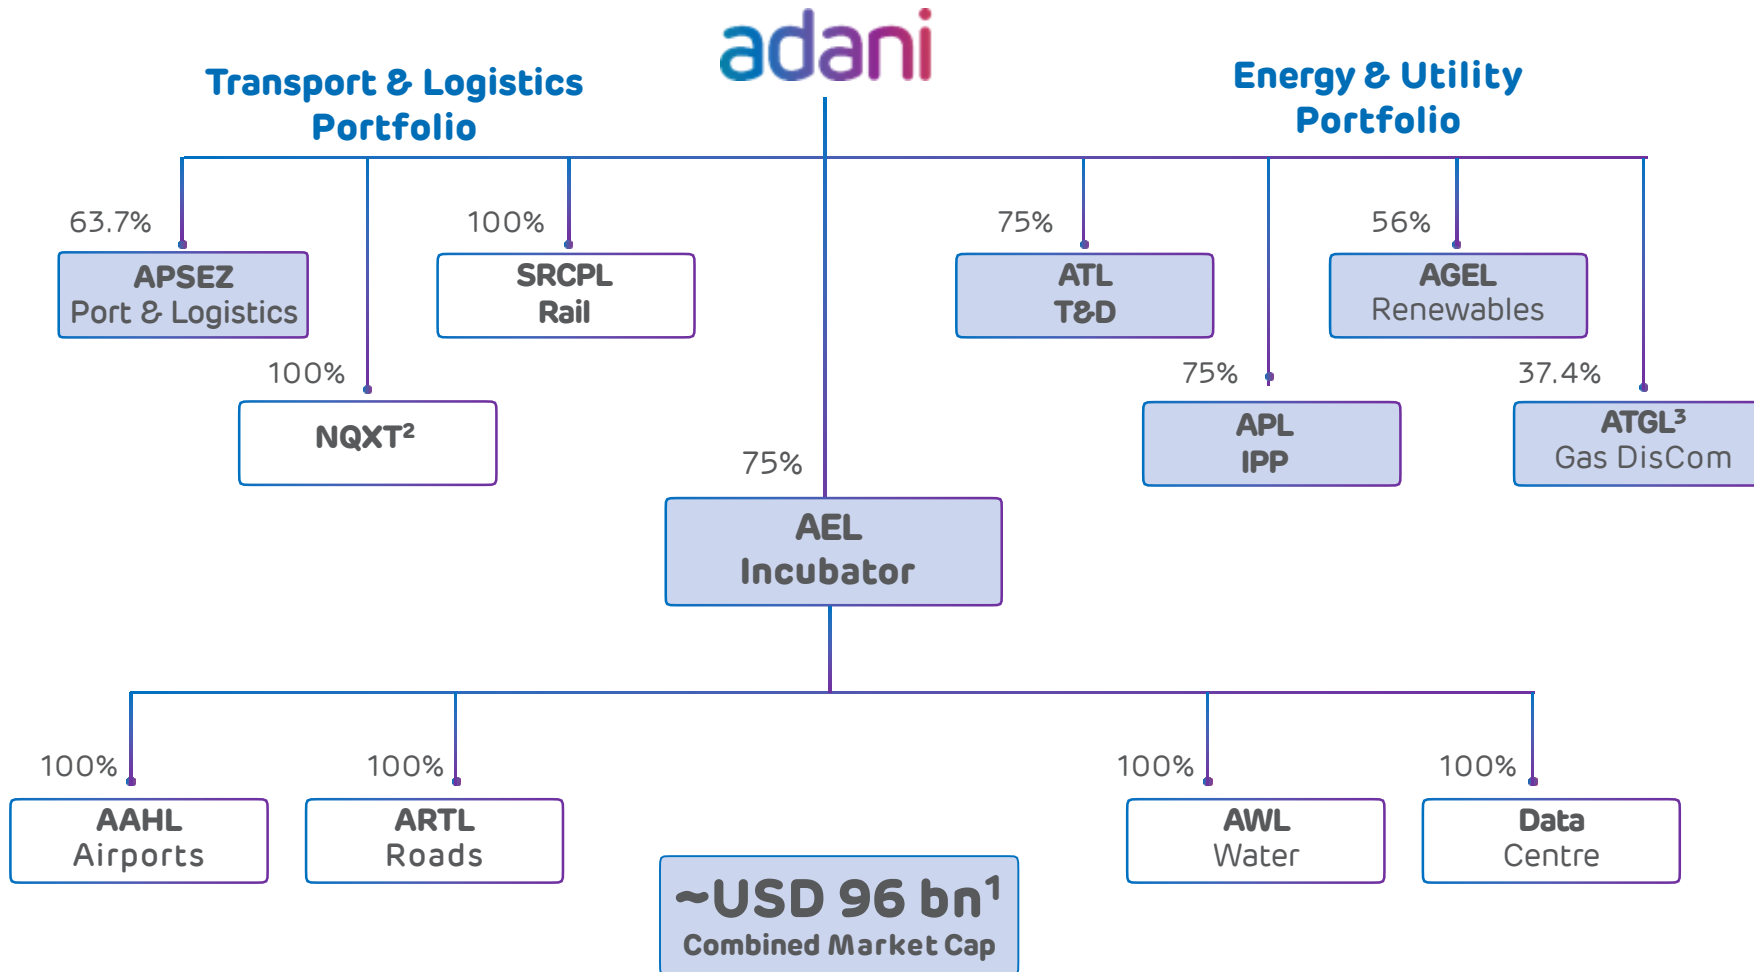 adani
Transport & Logistics
Portfolio
Energy & Utility
Portfolio
63.7%
APSEZ
Port & Logistics
100%
SRCPL
Rail
75%
ATL
T&D
56%
AGEL
Renewables
100%
NQXT²
75%
APL
IPP
37.4%
ATGL³
Gas DisCom
75%
AEL
Incubator
100%
AAHL
Airports
100%
ARTL
Roads
100%
AWL
Water
100%
Data
Centre
~USD 96 bn¹
Combined Market Cap